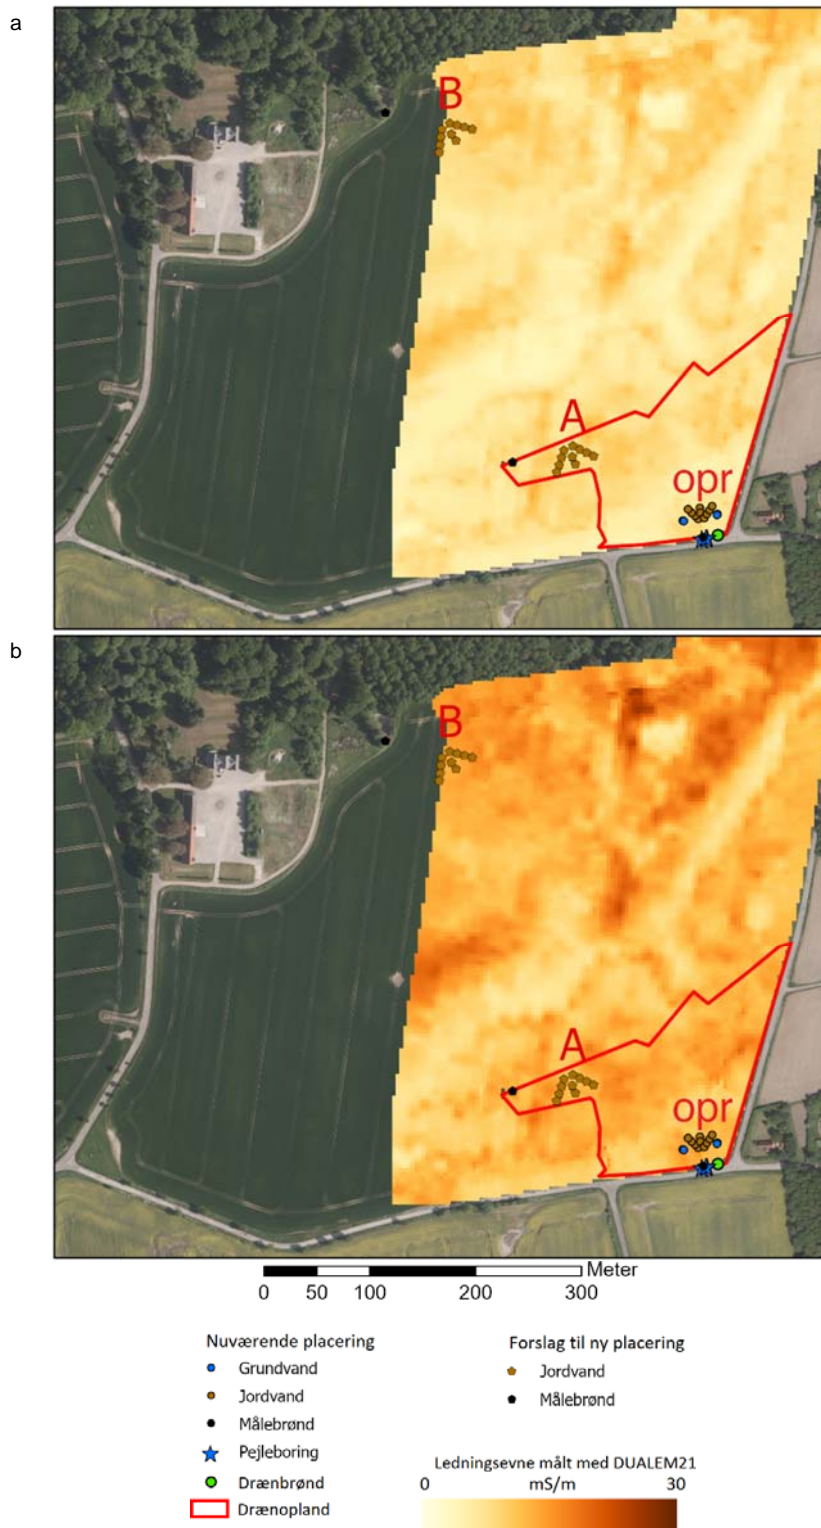 a
B
A
opr
b
B
A
opr
Meter
0 50 100 200 300
Nuværende placering
Grundvand
Jordvand
Målebrønd
Pejleboring
Drænbrønd
Drænopland
Forslag til ny placering
Jordvand
Målebrønd
Ledningsevne målt med DUALEM21
0 mS/m 30